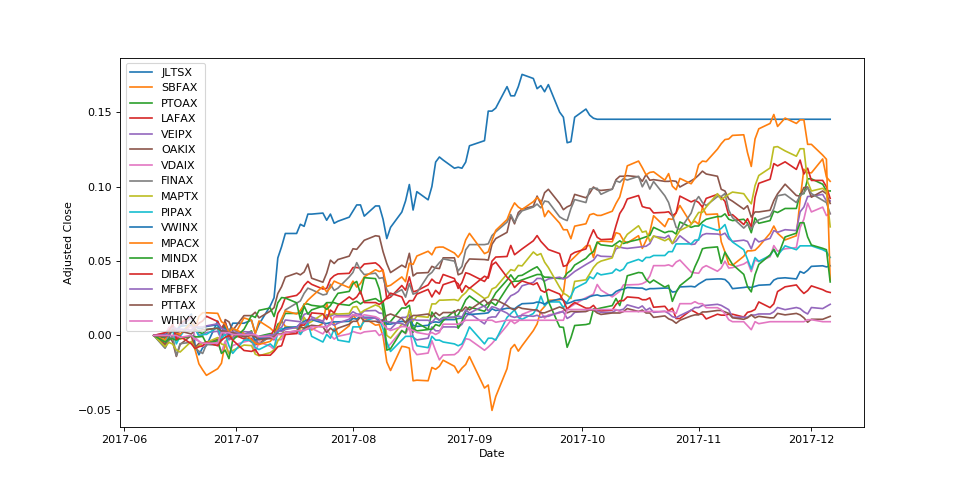 JLTSX
SBFAX
PTOAX
LAFAX
VEIPX
OAKIX
VDAIX
FINAX
MAPTX
PIPAX
VWINX
MPACX
MINDX
DIBAX
MFBFX
PTTAX
WHIYX
Adjusted Close
0.15
0.10
0.05
0.00
−0.05
2017-06 2017-07 2017-08 2017-09 2017-10 2017-11 2017-12
Date